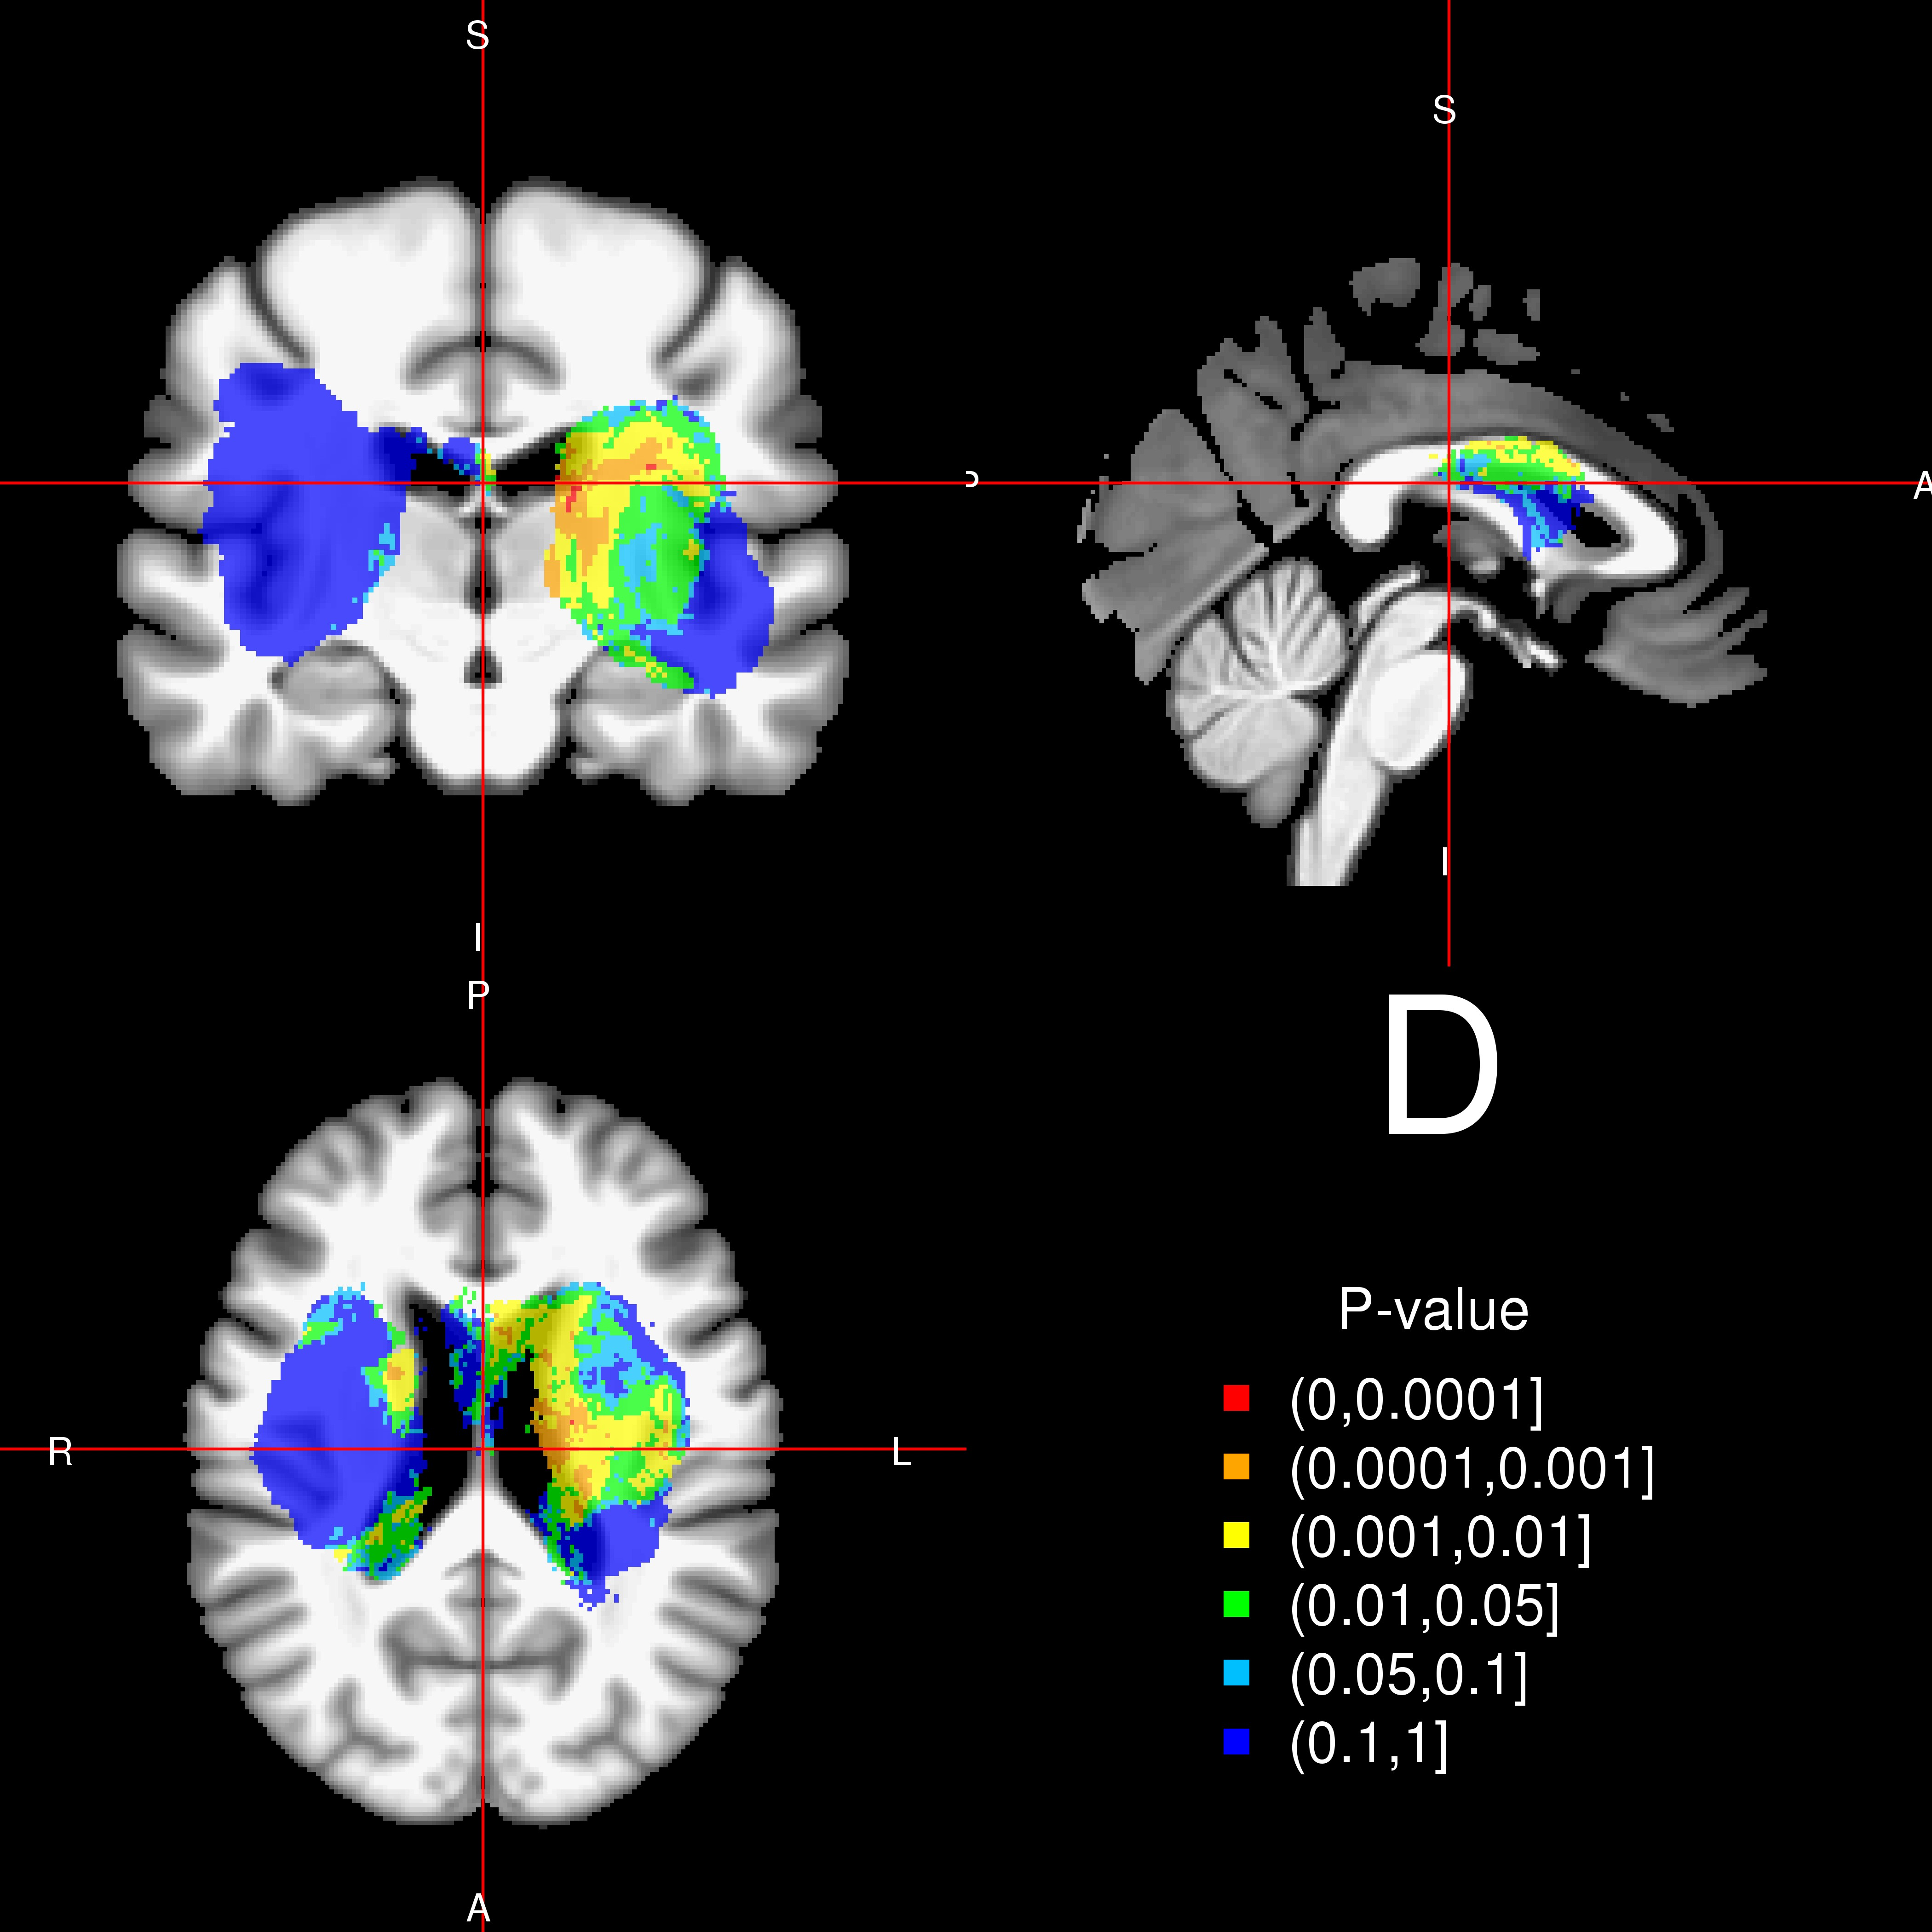 S
S
P
A
I
I
P
D
R
L
A
P-value
(0,0.0001]
(0.0001,0.001]
(0.001,0.01]
(0.01,0.05]
(0.05,0.1]
(0.1,1]